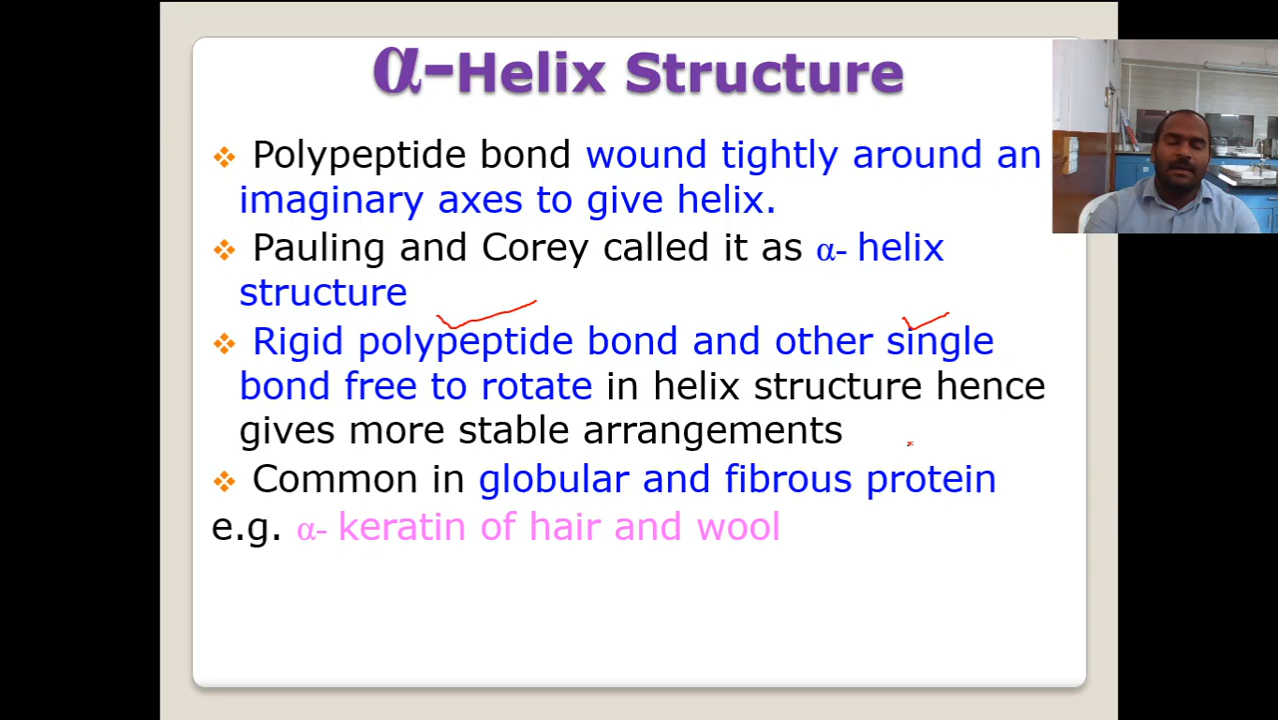 α-Helix Structure
Polypeptide bond wound tightly around an
imaginary axes to give helix.
Pauling and Corey called it as α- helix
structure
Rigid polypeptide bond and other single
bond free to rotate in helix structure hence
gives more stable arrangements
Common in globular and fibrous protein
e.g. α- keratin of hair and wool